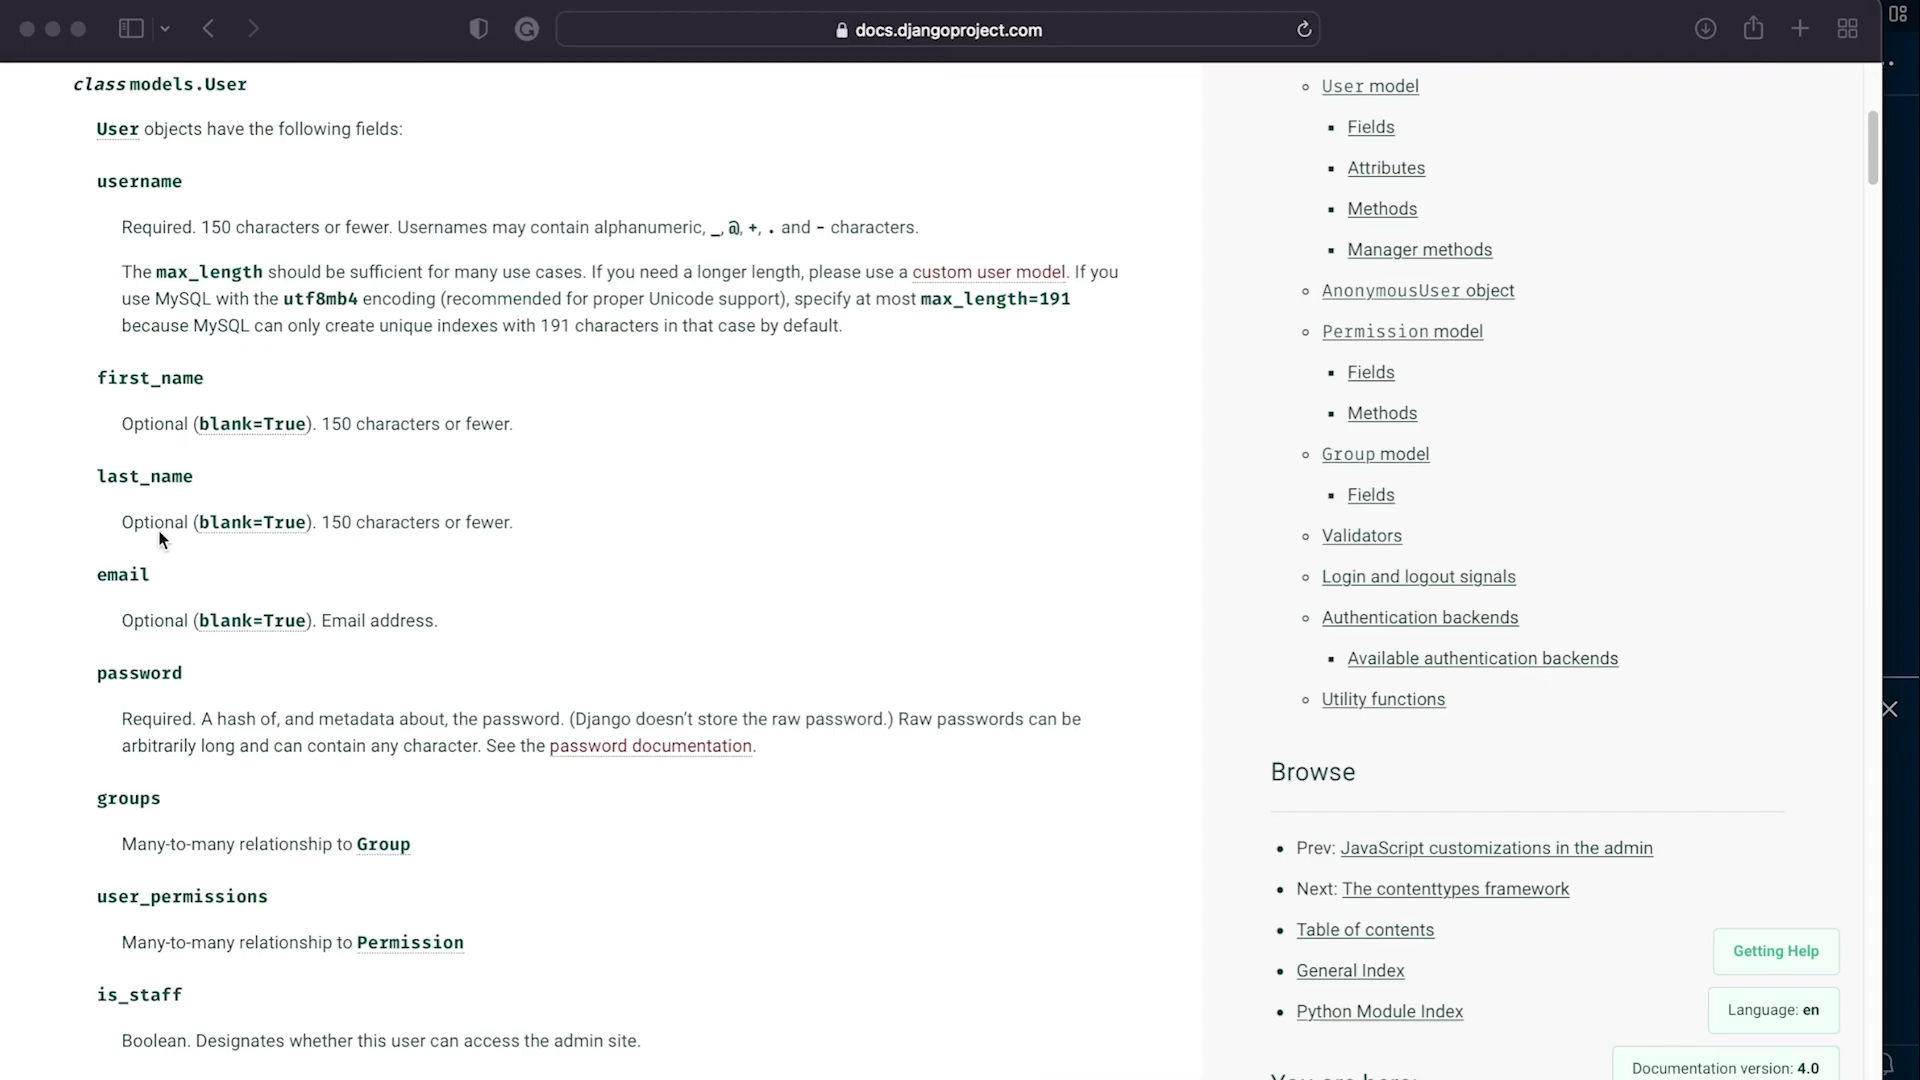 docs.djangoproject.com
class models.User
User objects have the following fields:
username
Required. 150 characters or fewer. Usernames may contain alphanumeric, _, @, +, . and - characters.
The max_length should be sufficient for many use cases. If you need a longer length, please use a custom user model. If you
use MySQL with the utf8mb4 encoding (recommended for proper Unicode support), specify at most max_length=191
because MySQL can only create unique indexes with 191 characters in that case by default.
first_name
Optional (blank=True). 150 characters or fewer.
last_name
Optional (blank=True). 150 characters or fewer.
email
Optional (blank=True). Email address.
password
Required. A hash of, and metadata about, the password. (Django doesn't store the raw password.) Raw passwords can be
arbitrarily long and can contain any character. See the password documentation.
groups
Many-to-many relationship to Group
user_permissions
Many-to-many relationship to Permission
is_staff
Boolean. Designates whether this user can access the admin site.
User model
Fields
Attributes
Methods
Manager methods
AnonymousUser object
Permission model
Fields
Methods
Group model
Fields
Validators
Login and logout signals
Authentication backends
Available authentication backends
Utility functions
Browse
Prev: JavaScript customizations in the admin
Next: The contenttypes framework
Table of contents
General Index
Python Module Index
Getting Help
Language: en
Documentation version: 4.0